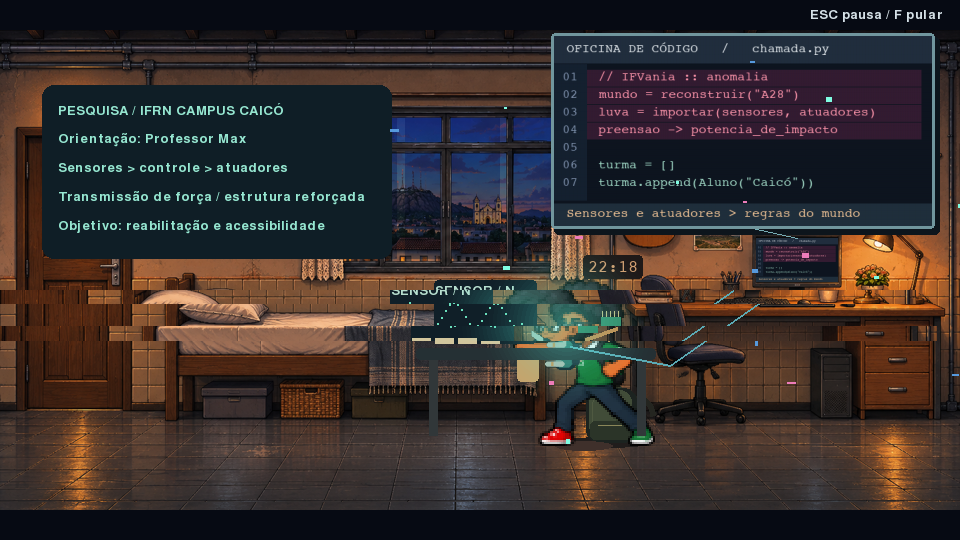 ESC pausa / F pular
PESQUISA / IFRN CAMPUS CAICÓ
Orientação: Professor Max
Sensores > controle > atuadores
Transmissão de força / estrutura reforçada
Objetivo: reabilitação e acessibilidade
OFICINA DE CÓDIGO / chamada.py
01 // IFVania :: anomalia
02 mundo = reconstruir("A28")
03 luva = importar(sensores, atuadores)
04 preensao -> potencia_de_impacto
05
06 turma = []
07 turma.append(Aluno("Caicó"))
Sensores e atuadores > regras do mundo
22:18